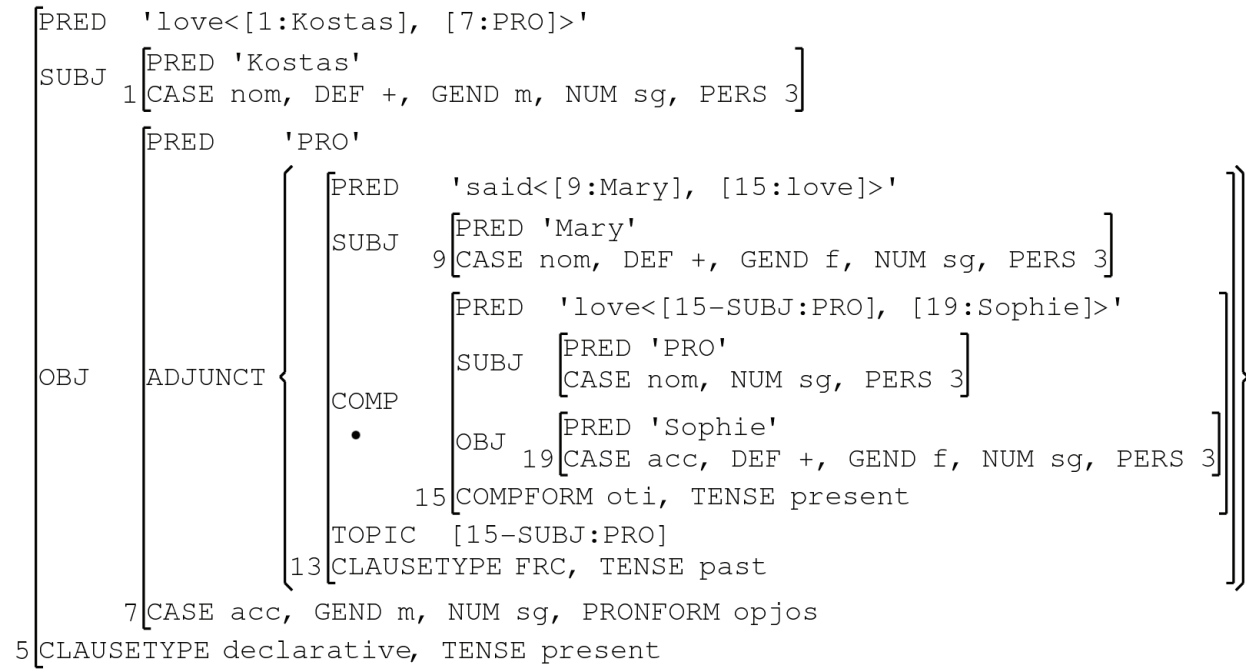 PRED 'love<[1:Kostas], [7:PRO]>'
PRED 'Kostas'
SUBJ
1 CASE nom, DEF +, GEND m, NUM sg, PERS 3
PRED 'PRO'
PRED 'said<[9:Mary], [15:love]>'
PRED 'Mary'
SUBJ
9 CASE nom, DEF +, GEND f, NUM sg, PERS 3
PRED 'love<[15-SUBJ:PRO], [19:Sophie]>'
PRED 'PRO'
SUBJ
CASE nom, NUM sg, PERS 3
OBJ ADJUNCT
COMP
PRED 'Sophie'
OBJ
19 CASE acc, DEF +, GEND f, NUM sg, PERS 3
15 COMPFORM oti, TENSE present
TOPIC [15-SUBJ:PRO]
13 CLAUSETYPE FRC, TENSE past
7 CASE acc, GEND m, NUM sg, PRONFORM opjos
5 CLAUSETYPE declarative, TENSE present